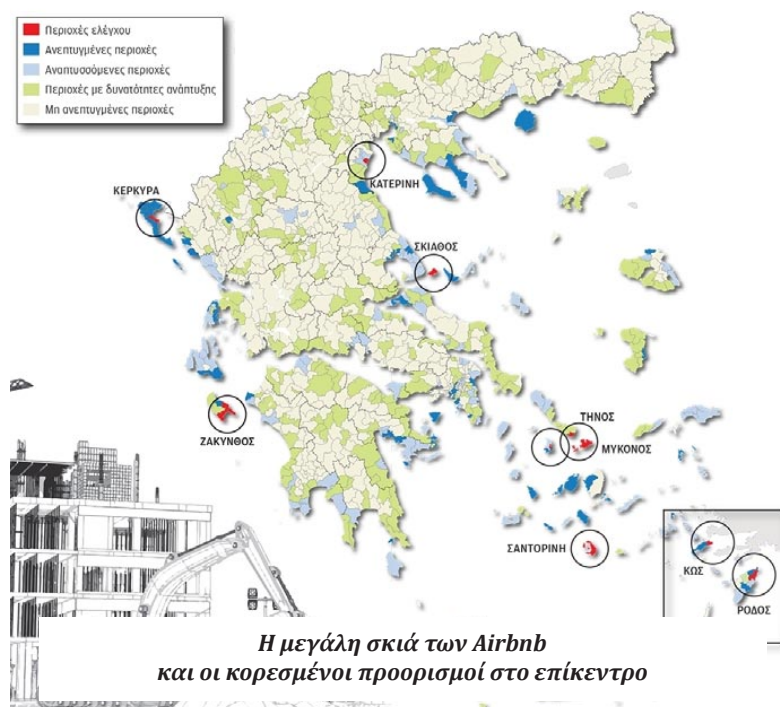 Περιοχές ελέγχου
Ανεπτυγμένες περιοχές
Αναπτυσσόμενες περιοχές
Περιοχές με δυνατότητες ανάπτυξης
Μη ανεπτυγμένες περιοχές
ΚΑΤΕΡΙΝΗ
ΚΕΡΚΥΡΑ
ΣΚΙΑΘΟΣ
ΤΗΝΟΣ
ΖΑΚΥΝΘΟΣ
ΜΥΚΟΝΟΣ
ΣΑΝΤΟΡΙΝΗ
ΚΩΣ
ΡΟΔΟΣ
Η μεγάλη σκιά των Airbnb
και οι κορεσμένοι προορισμοί στο επίκεντρο